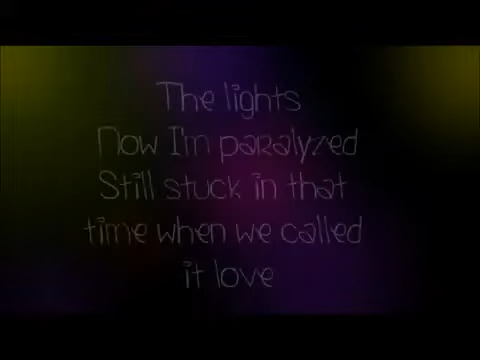 The lights
Now I'm paralyzed
Still stuck in that
time when we called
it love